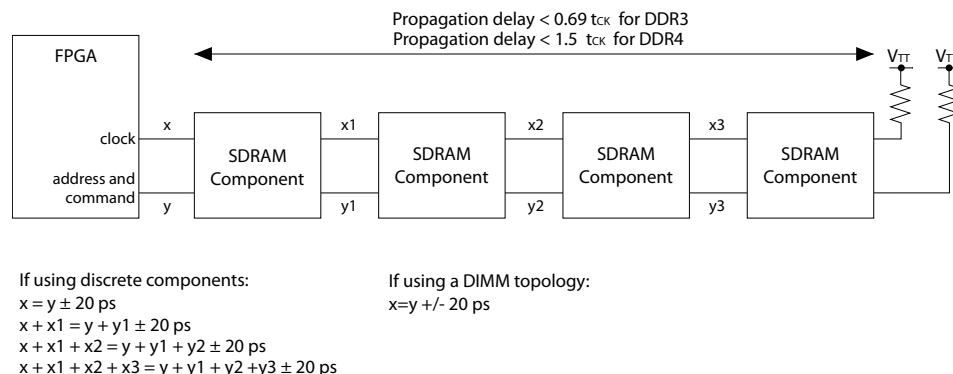 Propagation delay < 0.69 tCK for DDR3
Propagation delay < 1.5 tCK for DDR4
FPGA
VTT
VT
x
x1
x2
x3
clock
SDRAM
Component
SDRAM
Component
SDRAM
Component
SDRAM
Component
address and
command
y
y1
y2
y3
If using discrete components:
x = y ± 20 ps
x + x1 = y + y1 ± 20 ps
x + x1 + x2 = y + y1 + y2 ± 20 ps
x + x1 + x2 + x3 = y + y1 + y2 +y3 ± 20 ps
If using a DIMM topology:
x=y +/- 20 ps